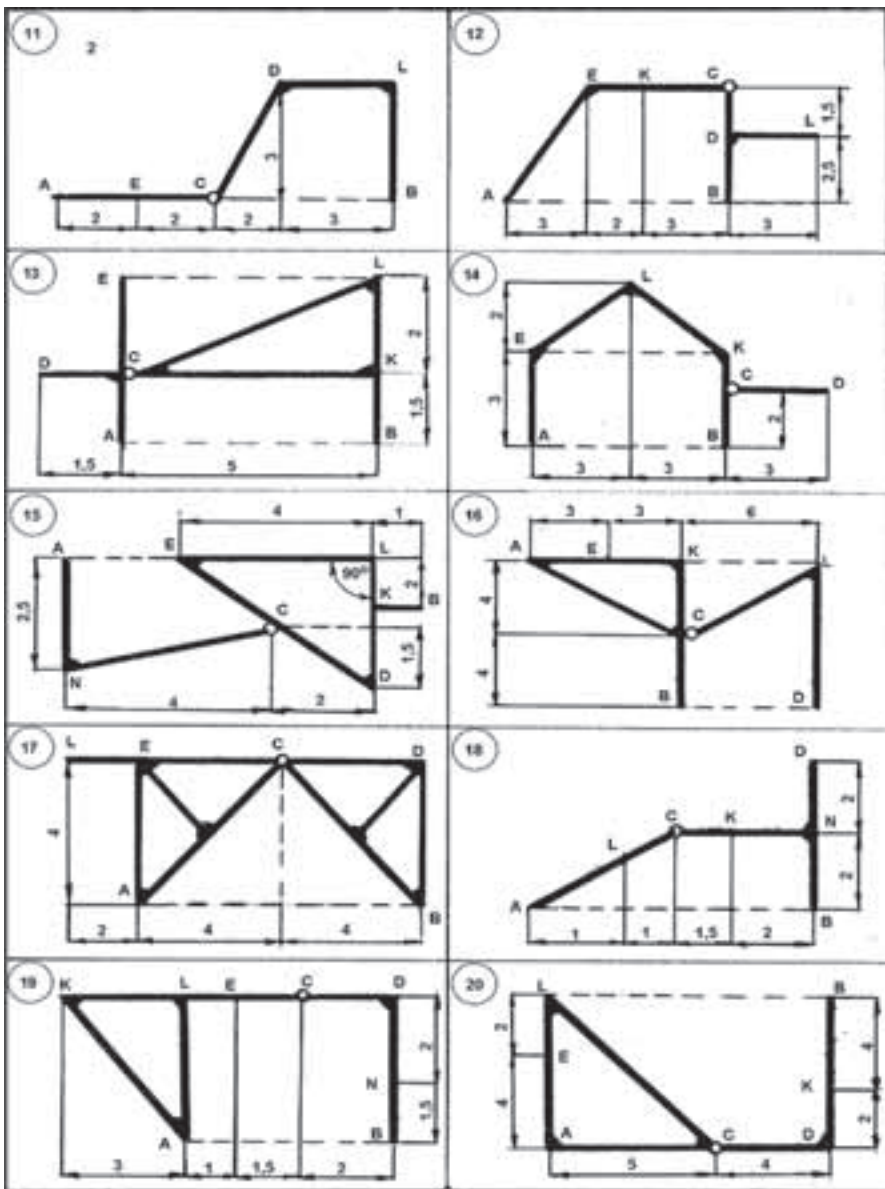 11
2
D L
3
A E C B
2 2 2 3
12
E K C
1,5
D L
2,5
A B
3 2 3 3
13
E L
2
D C K
1,5
A B
1,5 5
14
L
2
E K
C D
3
2
A B
3 3 3
15
4 1
A E L
90°
2
K B
2,5
C
1,5
N D
4 2
16
3 3 6
A E K L
4
C
4
B D
17
L E C D
4
A B
2 4 4
18
D
2
C K N
L
2
A B
1 1 1,5 2
19
K L E C D
2
N
1,5
A B
3 1 1,5 2
20
L B
2
E
4
K
4
2
A C D
5 4